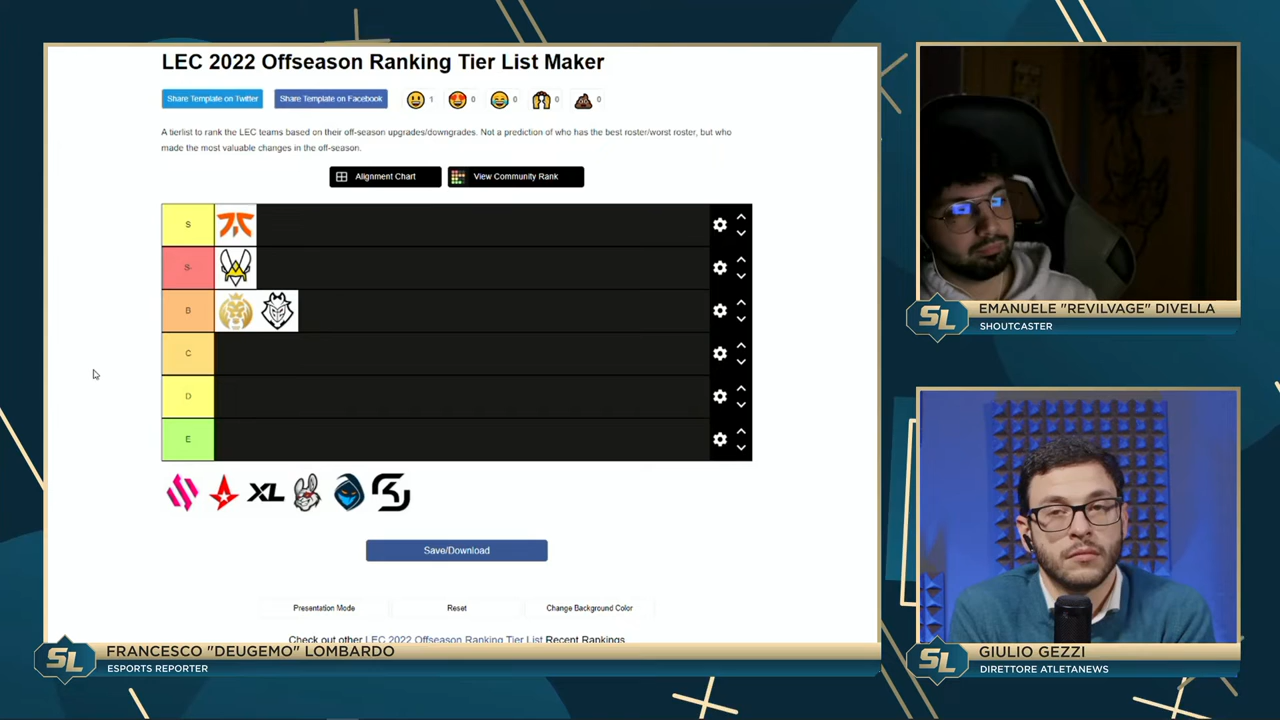 LEC 2022 Offseason Ranking Tier List Maker
Share Template on Twitter
Share Template on Facebook
1
0
0
0
0
A tierlist to rank the LEC teams based on their off-season upgrades/downgrades. Not a prediction of who has the best roster/worst roster, but who
made the most valuable changes in the off-season.
Alignment Chart
View Community Rank
S
S-
B
C
D
E
XL
Save/Download
Presentation Mode
Reset
Change Background Color
Check out other LEC 2022 Offseason Ranking Tier List Recent Rankings
SL
FRANCESCO "DEUGEMO" LOMBARDO
ESPORTS REPORTER
SL
EMANUELE "REVILVAGE" DIVELLA
SHOUTCASTER
SL
GIULIO GEZZI
DIRETTORE ATLETANEWS